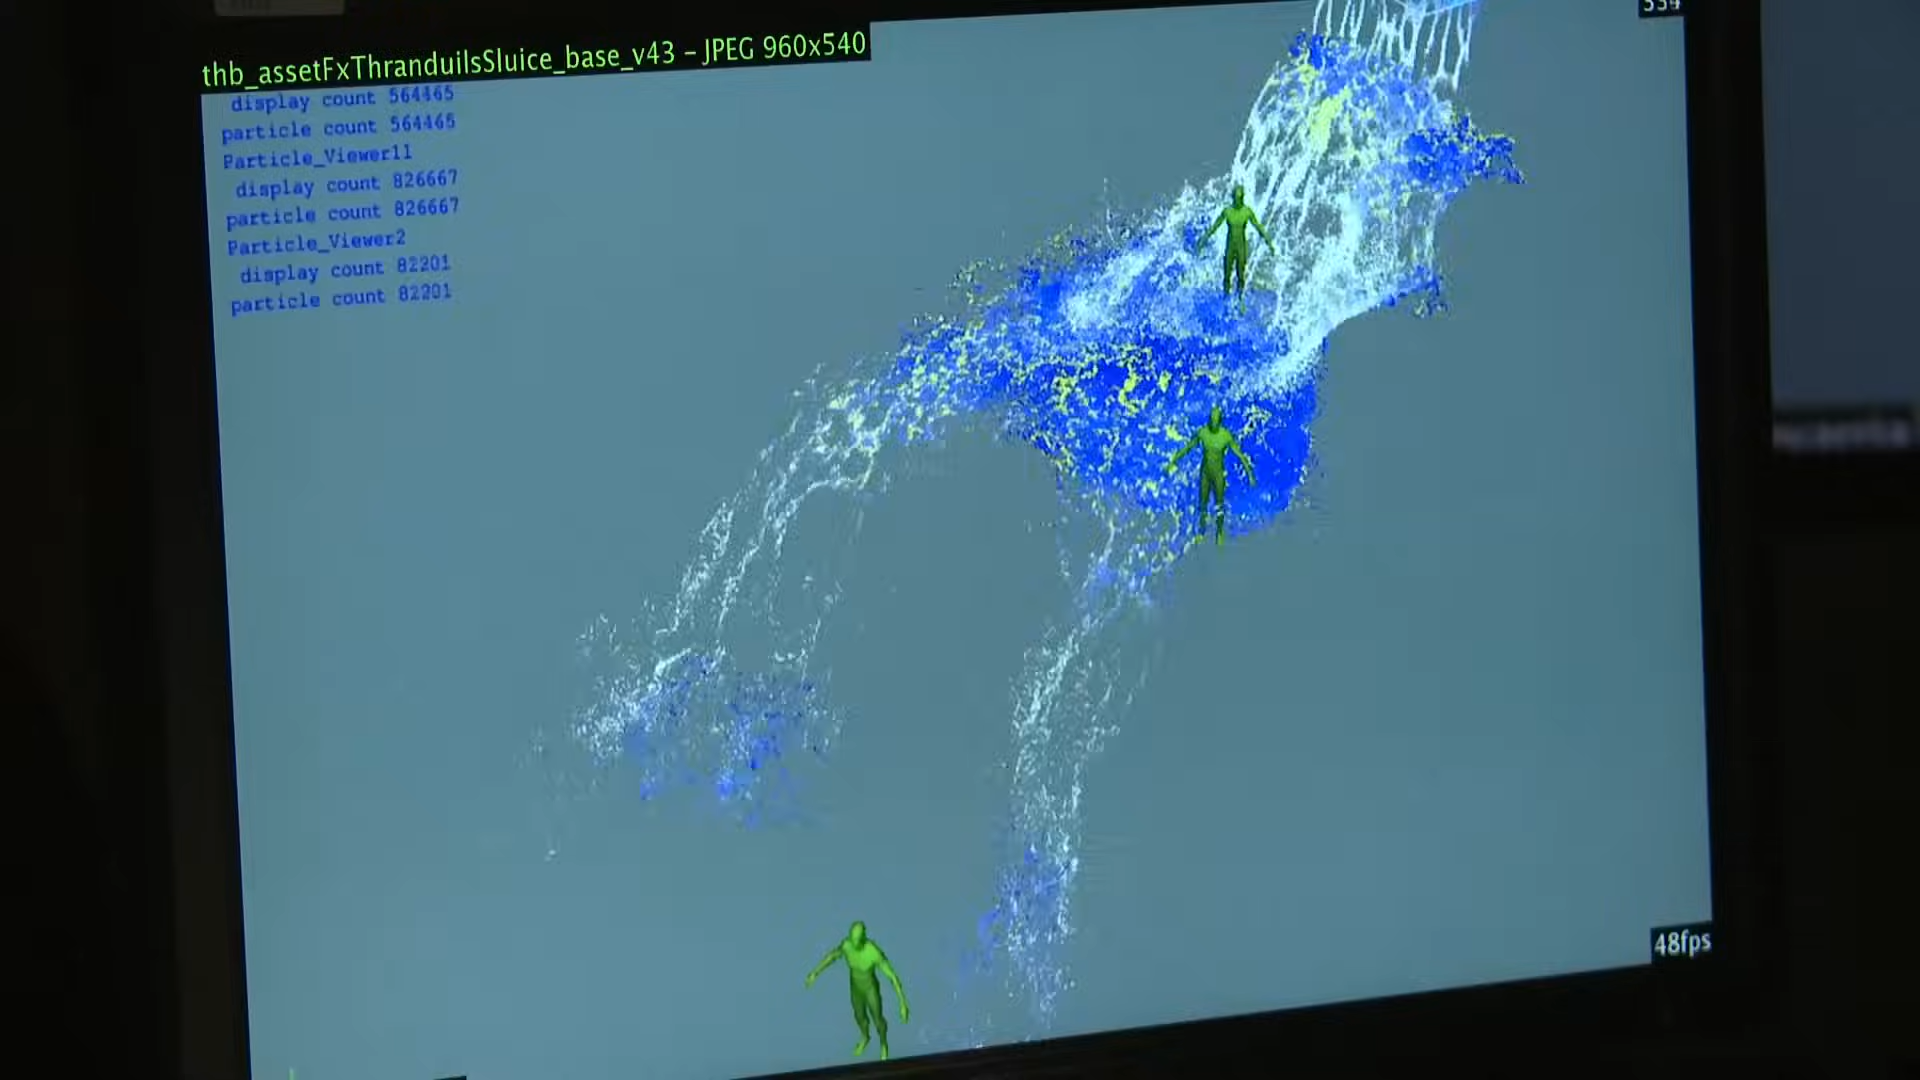 thb_assetFxThranduilsSluice_base_v43 – JPEG 960x540
334
display count 564465
particle count 564465
Particle_Viewer11
display count 826667
particle count 826667
Particle_Viewer2
display count 82201
particle count 82201
48fps